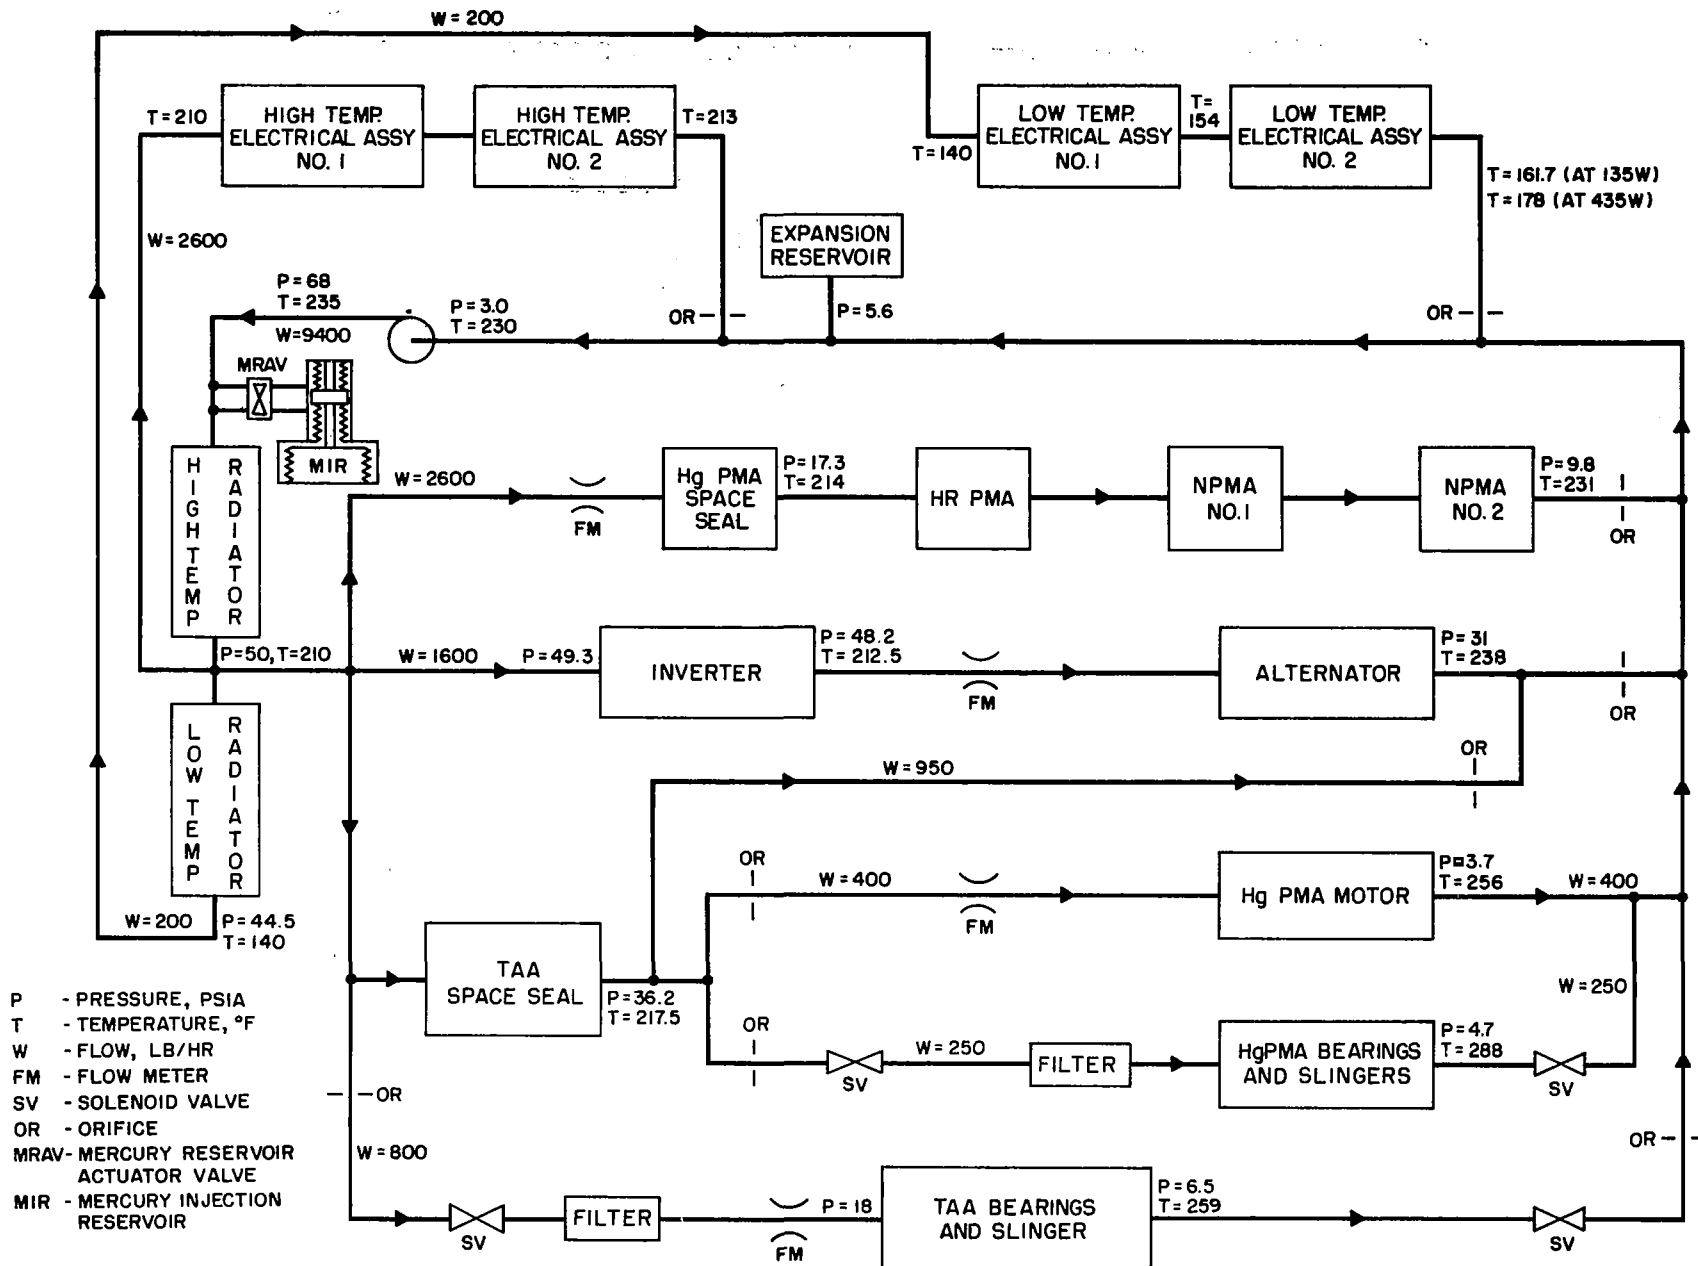 W = 200
T = 210
HIGH TEMP. ELECTRICAL ASSY NO. 1
HIGH TEMP. ELECTRICAL ASSY NO. 2
T = 213
T = 140
LOW TEMP. ELECTRICAL ASSY NO. 1
T = 154
LOW TEMP. ELECTRICAL ASSY NO. 2
T = 161.7 (AT 135W)
T = 178 (AT 435W)
W = 2600
EXPANSION RESERVOIR
P = 5.6
P = 68
T = 235
W = 9400
P = 3.0
T = 230
OR
OR
MRAV
MIR
HIGH TEMP RADIATOR
W = 2600
FM
Hg PMA SPACE SEAL
P = 17.3
T = 214
HR PMA
NPMA NO. 1
NPMA NO. 2
P = 9.8
T = 231
OR
P = 50, T = 210
W = 1600
P = 49.3
INVERTER
P = 48.2
T = 212.5
FM
ALTERNATOR
P = 31
T = 238
OR
LOW TEMP RADIATOR
W = 950
OR
OR
W = 400
FM
Hg PMA MOTOR
P = 3.7
T = 256
W = 400
W = 200
P = 44.5
T = 140
TAA SPACE SEAL
P = 36.2
T = 217.5
OR
SV
W = 250
FILTER
HgPMA BEARINGS AND SLINGERS
P = 4.7
T = 288
SV
W = 250
OR
W = 800
SV
FILTER
FM
P = 18
TAA BEARINGS AND SLINGER
P = 6.5
T = 259
SV
OR
P - PRESSURE, PSIA
T - TEMPERATURE, °F
W - FLOW, LB/HR
FM - FLOW METER
SV - SOLENOID VALVE
OR - ORIFICE
MRAV - MERCURY RESERVOIR
ACTUATOR VALVE
MIR - MERCURY INJECTION
RESERVOIR